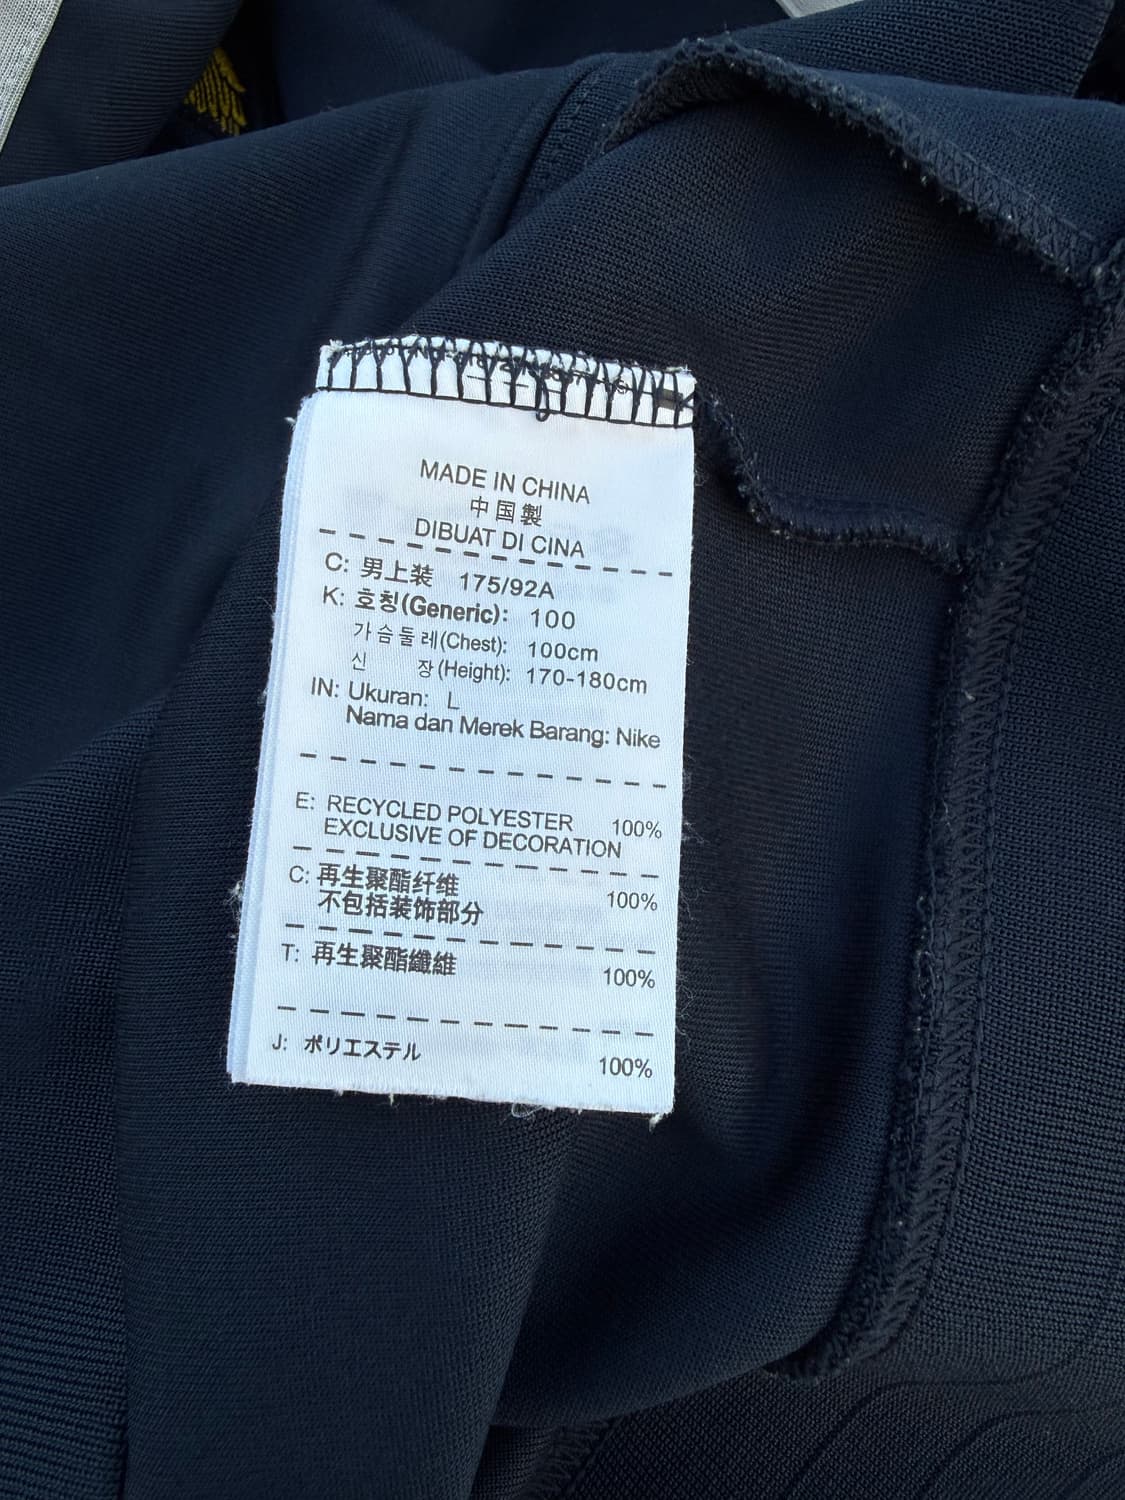 MADE IN CHINA
中国製
DIBUAT DI CINA
C: 男上装 175/92A
K: 호칭(Generic): 100
가슴둘레(Chest): 100cm
신 장(Height): 170-180cm
IN: Ukuran: L
Nama dan Merek Barang: Nike
E: RECYCLED POLYESTER 100%
EXCLUSIVE OF DECORATION
C: 再生聚酯纤维 100%
不包括装饰部分
T: 再生聚酯纖維 100%
J: ポリエステル 100%